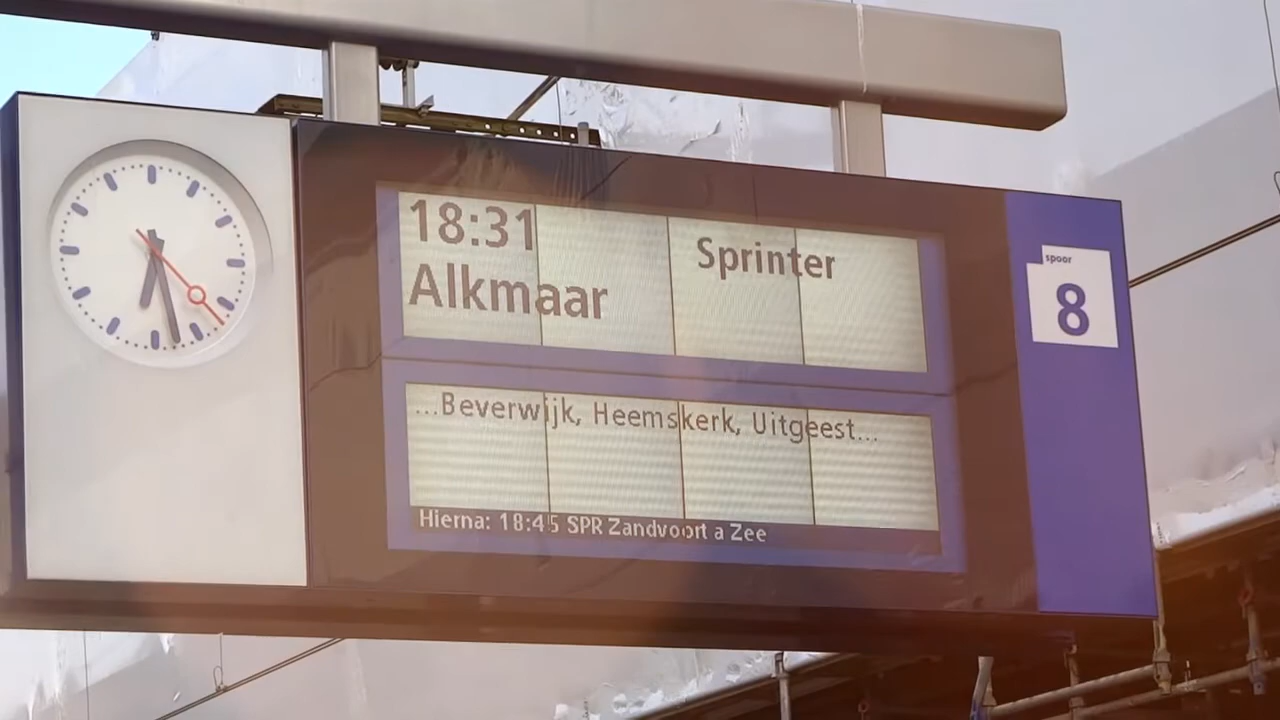 18:31
Sprinter
Alkmaar
...Beverwijk, Heemskerk, Uitgeest...
Hierna: 18:45 SPR Zandvoort a Zee
spoor
8